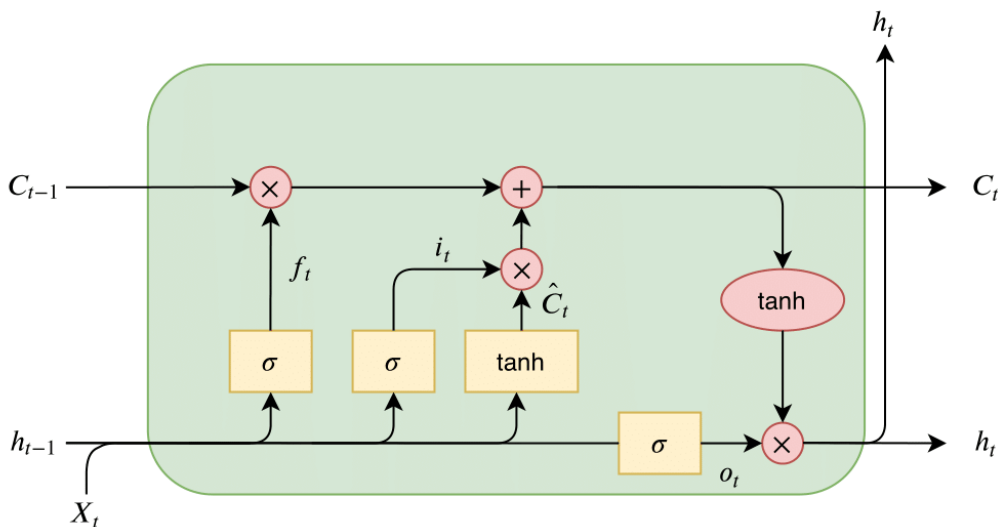 h_t
C_{t-1}
×
+
C_t
f_t
i_t
×
Ĉ_t
tanh
σ
σ
tanh
h_{t-1}
σ
×
h_t
o_t
X_t